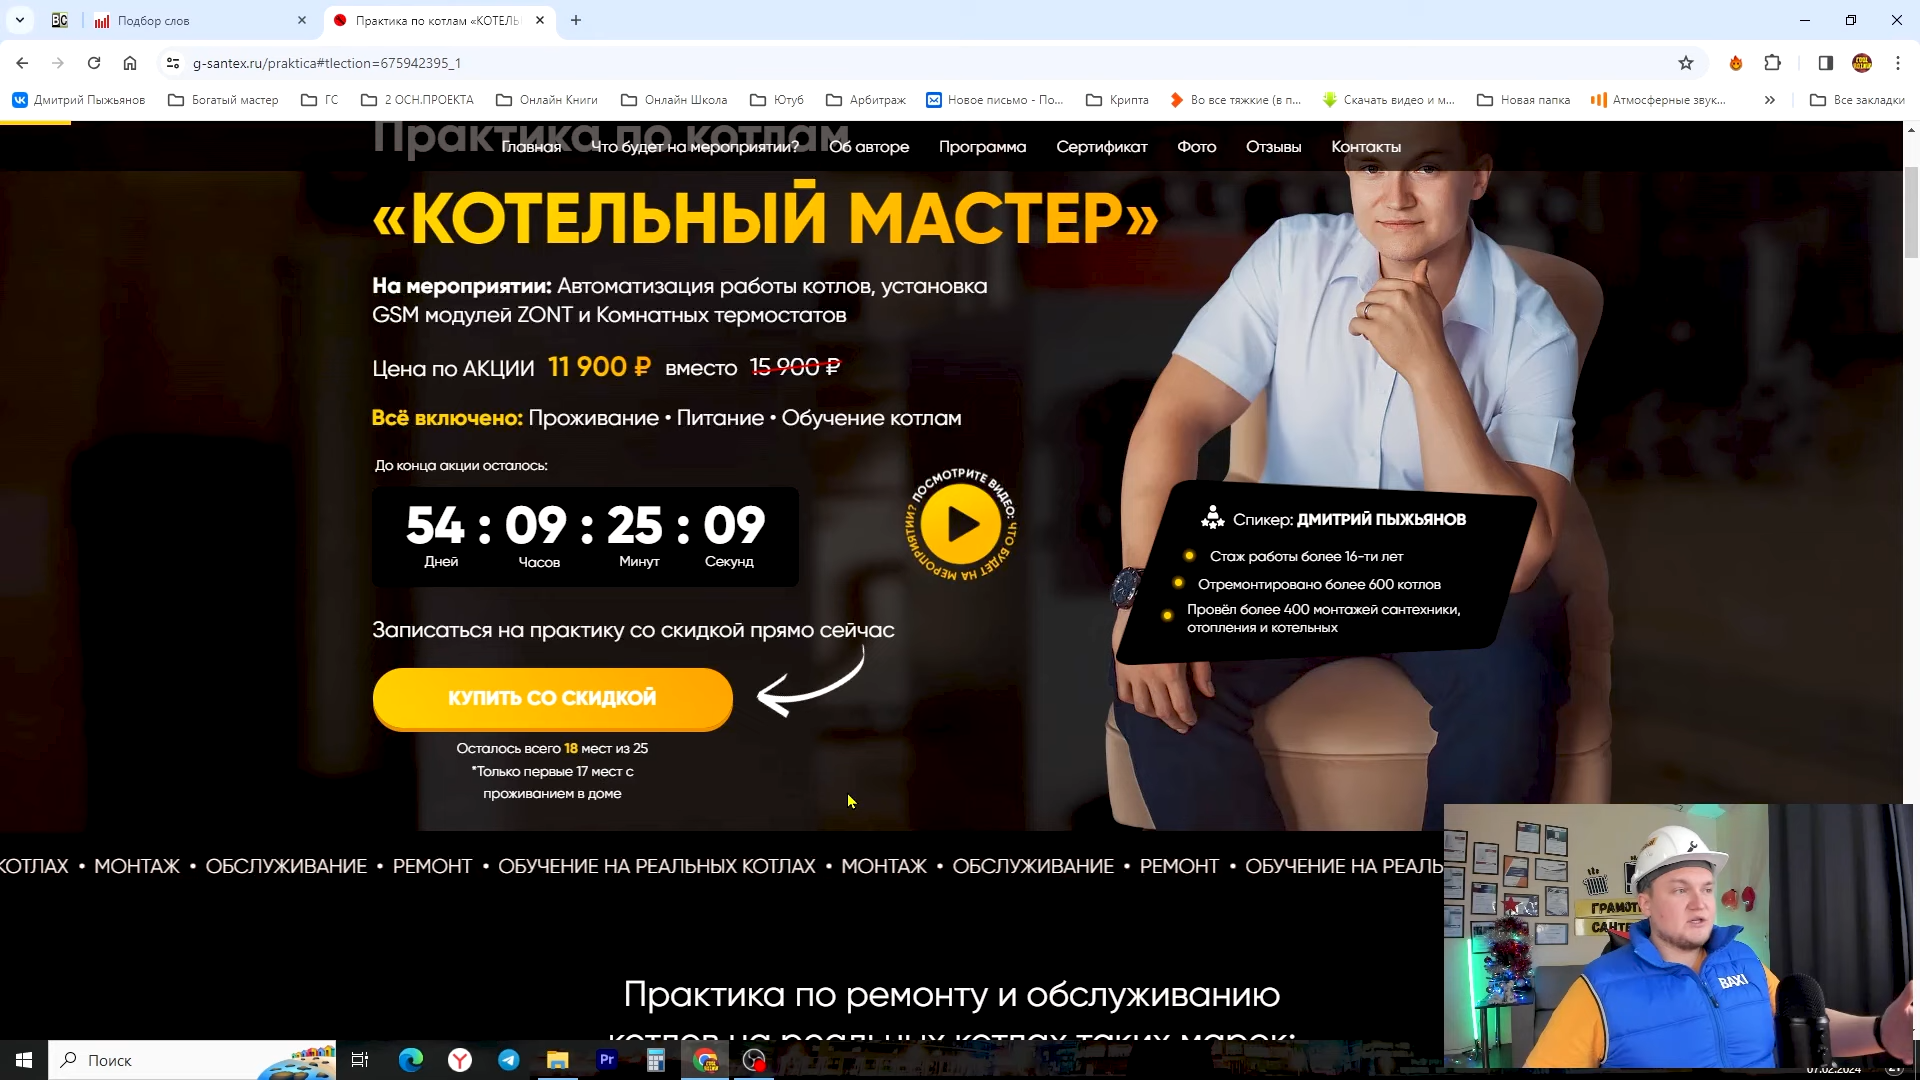 Подбор слов
Практика по котлам «КОТЕЛЬ
g-santex.ru/praktica#tlection=675942395_1
Дмитрий Пыжьянов
Богатый мастер
ГС
2 ОСН.ПРОЕКТА
Онлайн Книги
Онлайн Школа
Ютуб
Арбитраж
Новое письмо - По...
Крипта
Во все тяжкие (в п...
Скачать видео и м...
Новая папка
Атмосферные звук...
Все закладки
Практика по котлам
Главная
Что будет на мероприятии?
Об авторе
Программа
Сертификат
Фото
Отзывы
Контакты
«КОТЕЛЬНЫЙ МАСТЕР»
На мероприятии: Автоматизация работы котлов, установка
GSM модулей ZONT и Комнатных термостатов
Цена по АКЦИИ 11 900 ₽ вместо 15 900 ₽
Всё включено: Проживание • Питание • Обучение котлам
До конца акции осталось:
54 : 09 : 25 : 09
Дней Часов Минут Секунд
ПОСМОТРИТЕ ВИДЕО: ЧТО БУДЕТ НА МЕРОПРИЯТИИ?
Спикер: ДМИТРИЙ ПЫЖЬЯНОВ
Стаж работы более 16-ти лет
Отремонтировано более 600 котлов
Провёл более 400 монтажей сантехники,
отопления и котельных
Записаться на практику со скидкой прямо сейчас
КУПИТЬ СО СКИДКОЙ
Осталось всего 18 мест из 25
*Только первые 17 мест с
проживанием в доме
КОТЛАХ • МОНТАЖ • ОБСЛУЖИВАНИЕ • РЕМОНТ • ОБУЧЕНИЕ НА РЕАЛЬНЫХ КОТЛАХ • МОНТАЖ • ОБСЛУЖИВАНИЕ • РЕМОНТ • ОБУЧЕНИЕ НА РЕАЛЬ
Практика по ремонту и обслуживанию
котлов на реальных котлах таких марок:
ГРАМОТ
САНТЕ
BAXI
Поиск
Pr
07.02.2024